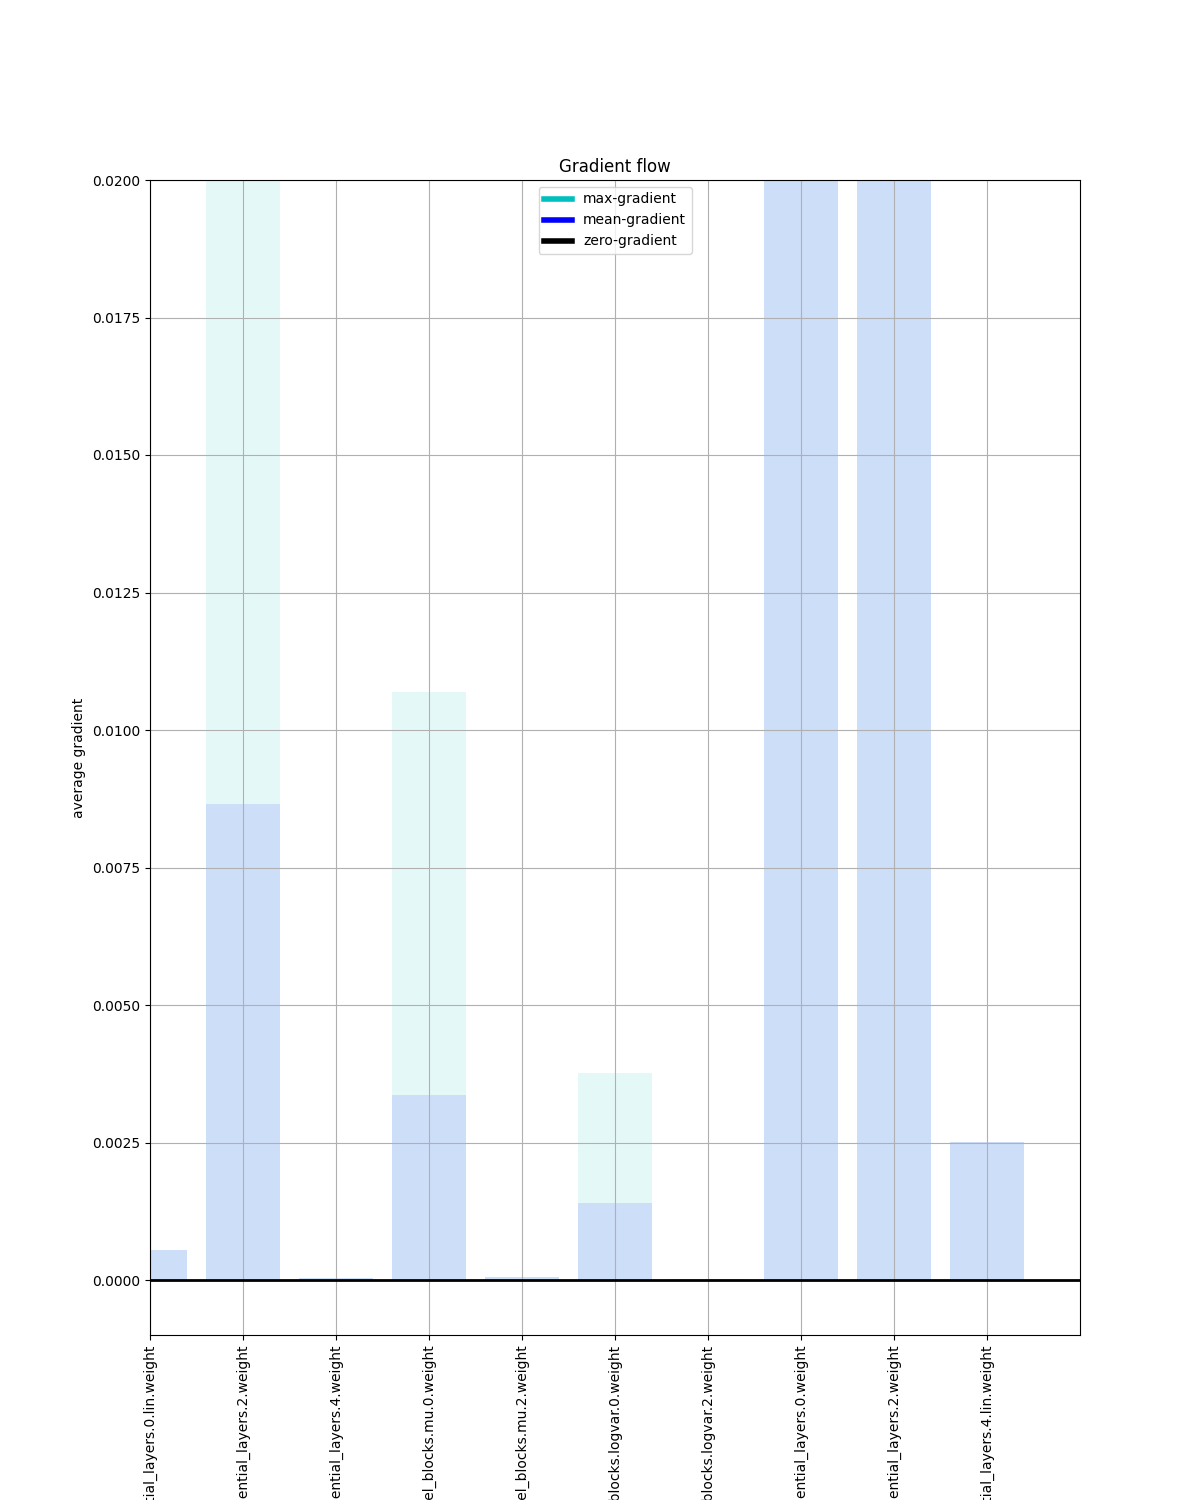 Gradient flow
max-gradient
mean-gradient
zero-gradient
0.0200
0.0175
0.0150
0.0125
0.0100
0.0075
0.0050
0.0025
0.0000
average gradient
tial_layers.0.lin.weight
ential_layers.2.weight
ential_layers.4.weight
el_blocks.mu.0.weight
el_blocks.mu.2.weight
blocks.logvar.0.weight
blocks.logvar.2.weight
ential_layers.0.weight
ential_layers.2.weight
tial_layers.4.lin.weight